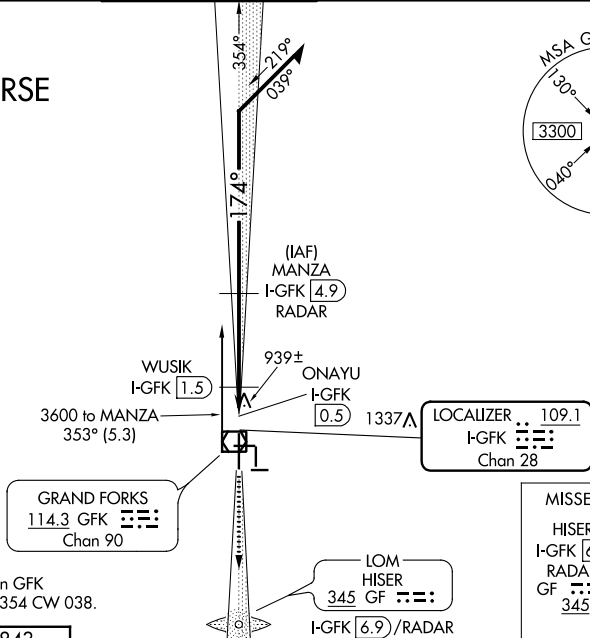 RSE
354°
219°
039°
174°
MSA G
130°
3300
040°
(IAF)
MANZA
I-GFK 4.9
RADAR
WUSIK
I-GFK 1.5
939±
ONAYU
I-GFK
0.5
3600 to MANZA
353° (5.3)
1337
LOCALIZER 109.1
I-GFK
Chan 28
GRAND FORKS
114.3 GFK
Chan 90
MISSE
HISER
I-GFK 6
RADA
GF
345
LOM
HISER
345 GF
I-GFK 6.9 /RADAR
n GFK
354 CW 038.